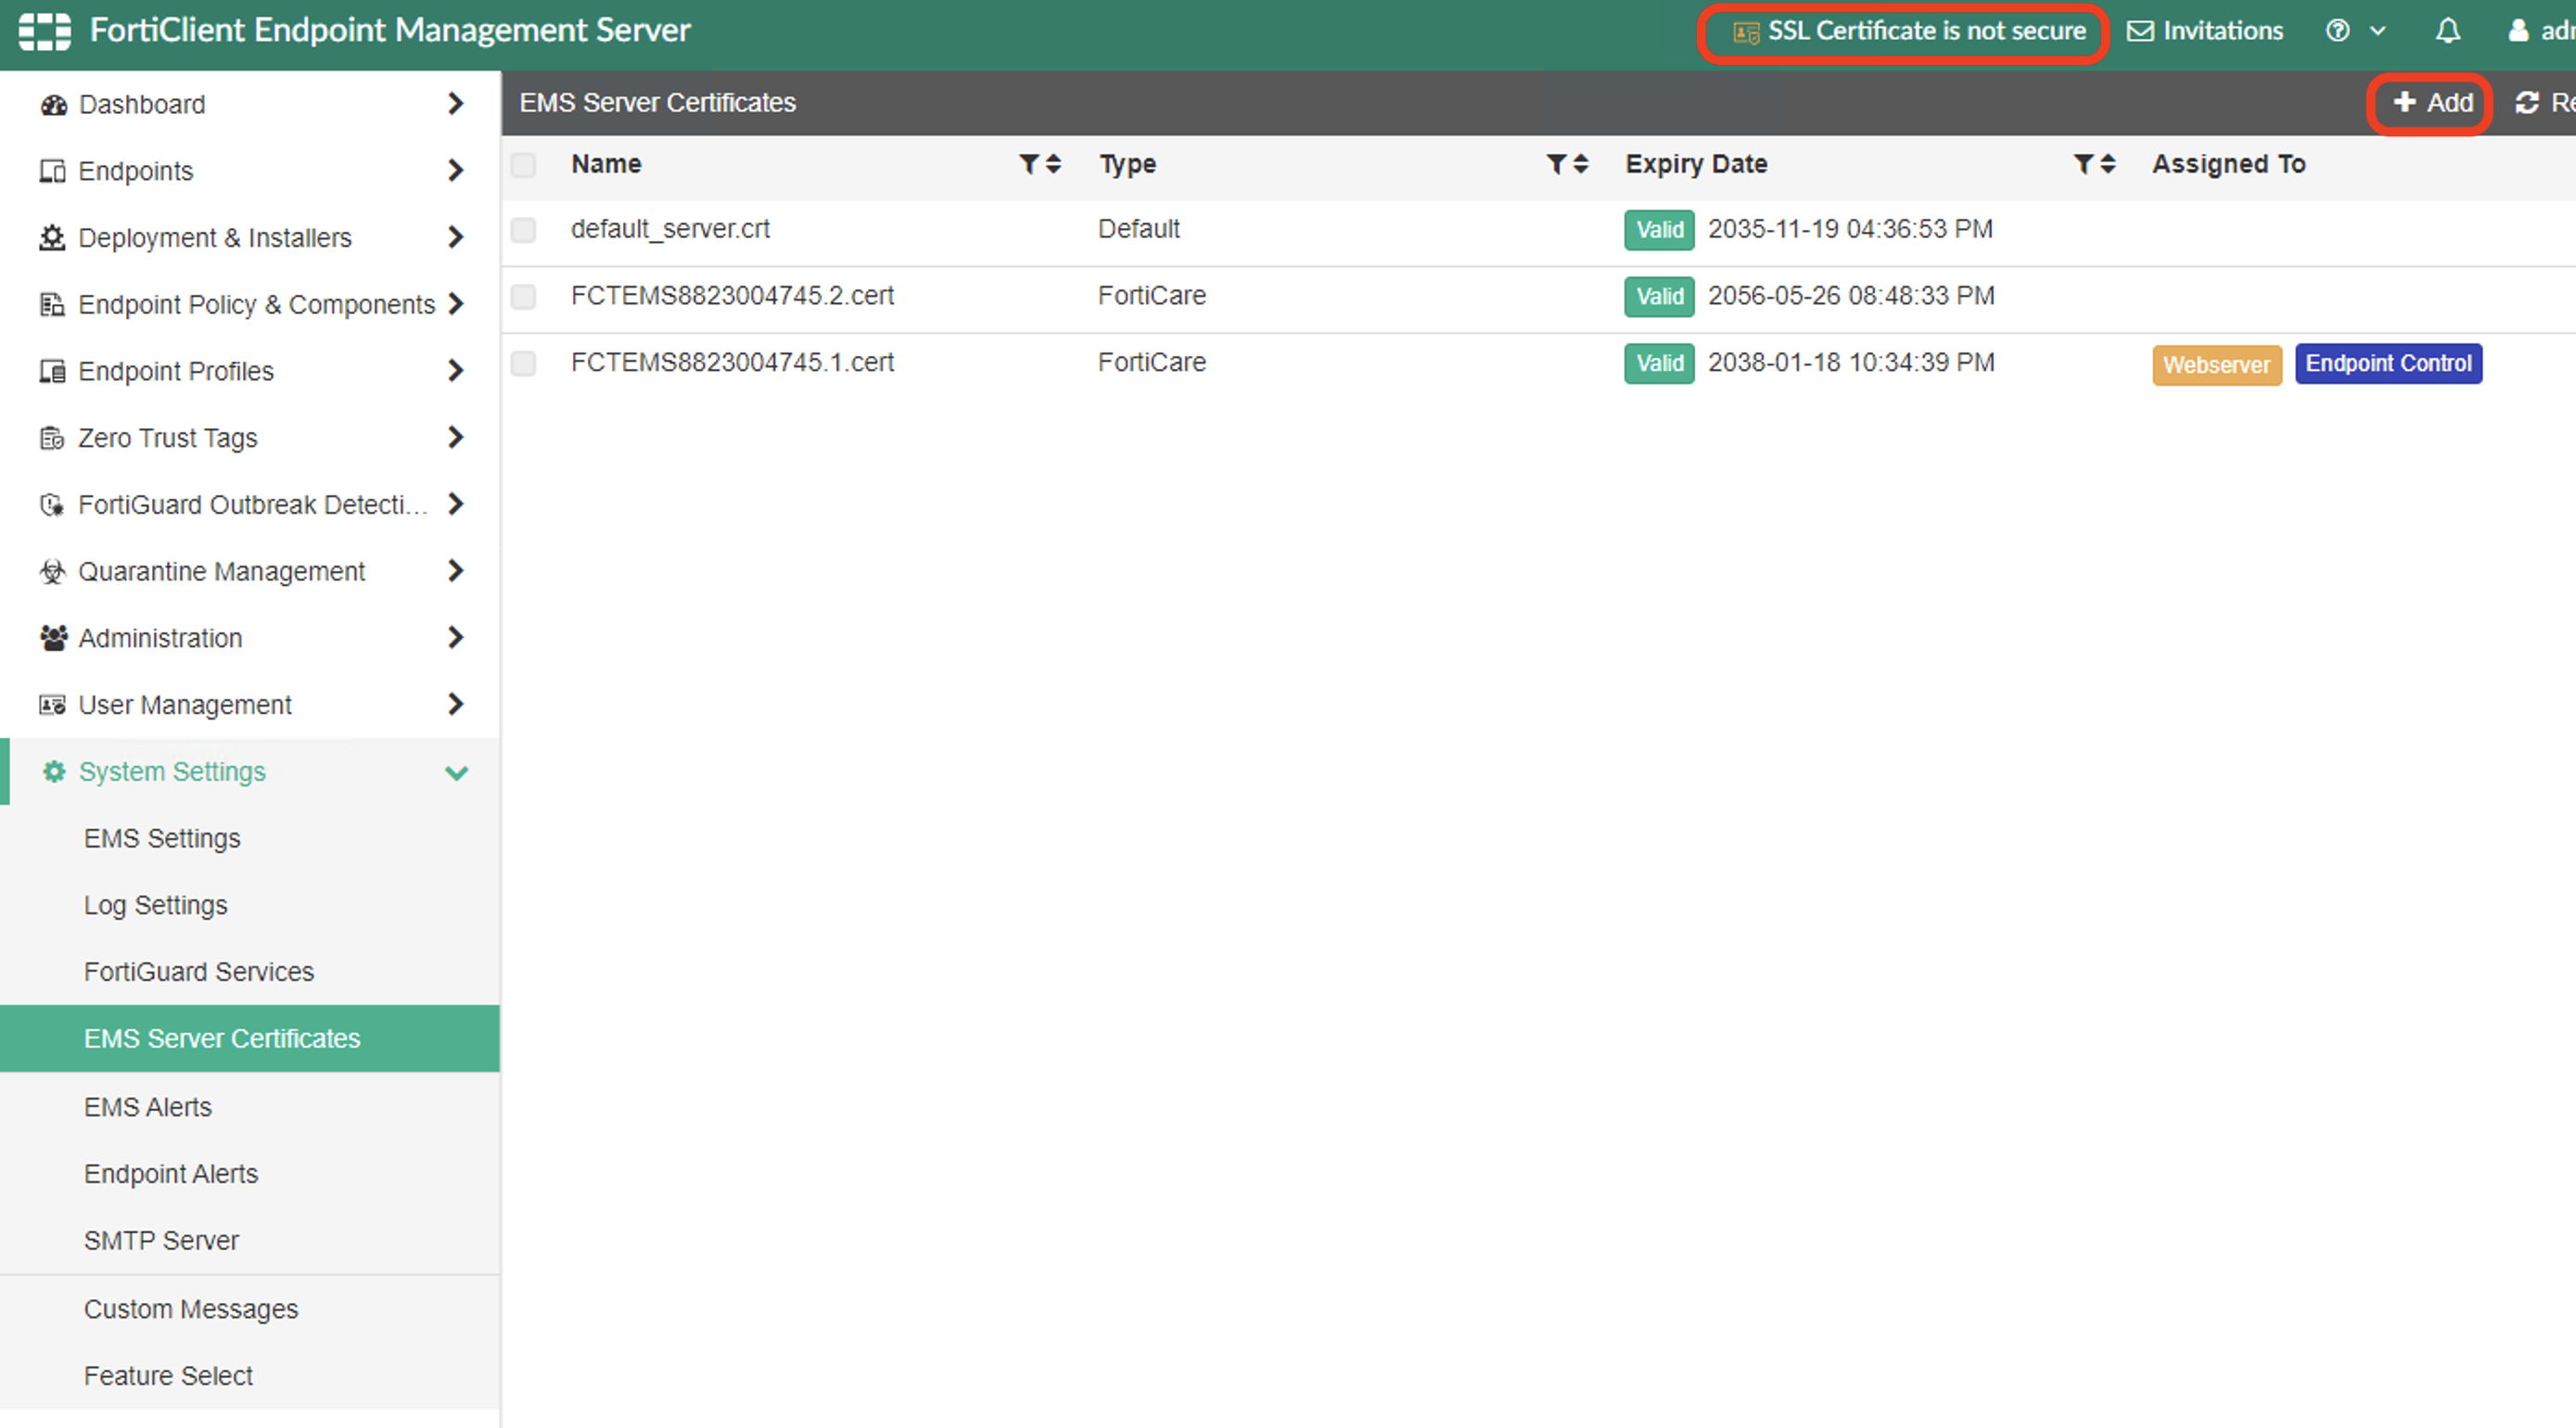 FortiClient Endpoint Management Server
SSL Certificate is not secure
Invitations
Dashboard
Endpoints
Deployment & Installers
Endpoint Policy & Components
Endpoint Profiles
Zero Trust Tags
FortiGuard Outbreak Detecti...
Quarantine Management
Administration
User Management
System Settings
EMS Settings
Log Settings
FortiGuard Services
EMS Server Certificates
EMS Alerts
Endpoint Alerts
SMTP Server
Custom Messages
Feature Select
EMS Server Certificates
Add
Name Type Expiry Date Assigned To
default_server.crt Default Valid 2035-11-19 04:36:53 PM
FCTEMS8823004745.2.cert FortiCare Valid 2056-05-26 08:48:33 PM
FCTEMS8823004745.1.cert FortiCare Valid 2038-01-18 10:34:39 PM Webserver Endpoint Control